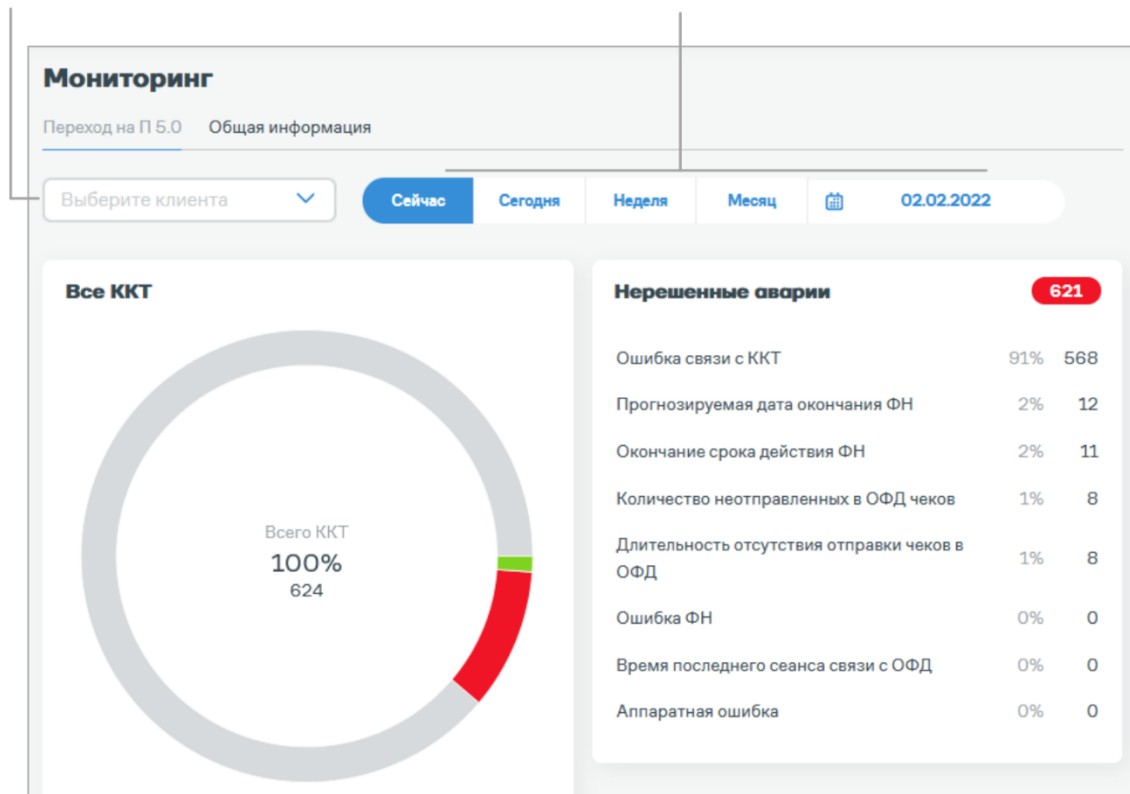 Мониторинг
Переход на П 5.0 Общая информация
Выберите клиента Сейчас Сегодня Неделя Месяц 02.02.2022
Все ККТ
Всего ККТ
100%
624
Нерешенные аварии 621
Ошибка связи с ККТ 91% 568
Прогнозируемая дата окончания ФН 2% 12
Окончание срока действия ФН 2% 11
Количество неотправленных в ОФД чеков 1% 8
Длительность отсутствия отправки чеков в
ОФД 1% 8
Ошибка ФН 0% 0
Время последнего сеанса связи с ОФД 0% 0
Аппаратная ошибка 0% 0